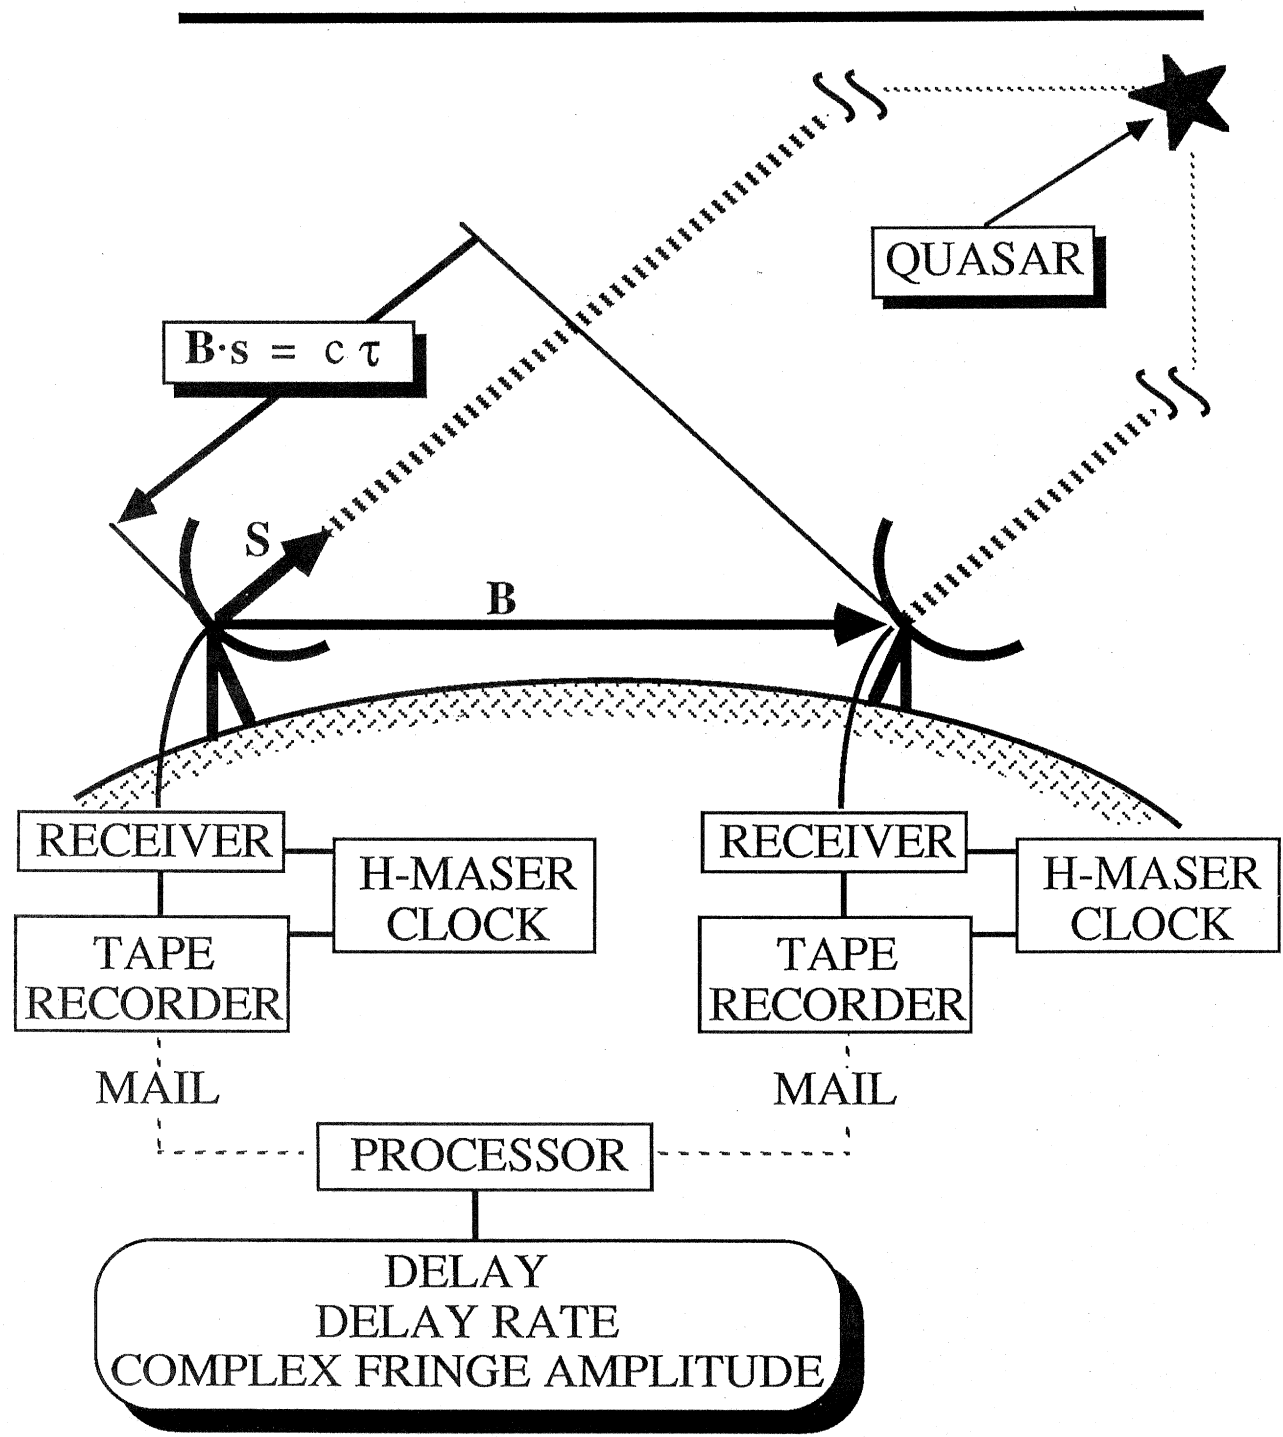 QUASAR
B·s = c τ
S
B
RECEIVER
H-MASER
CLOCK
TAPE
RECORDER
RECEIVER
H-MASER
CLOCK
TAPE
RECORDER
MAIL
MAIL
PROCESSOR
DELAY
DELAY RATE
COMPLEX FRINGE AMPLITUDE